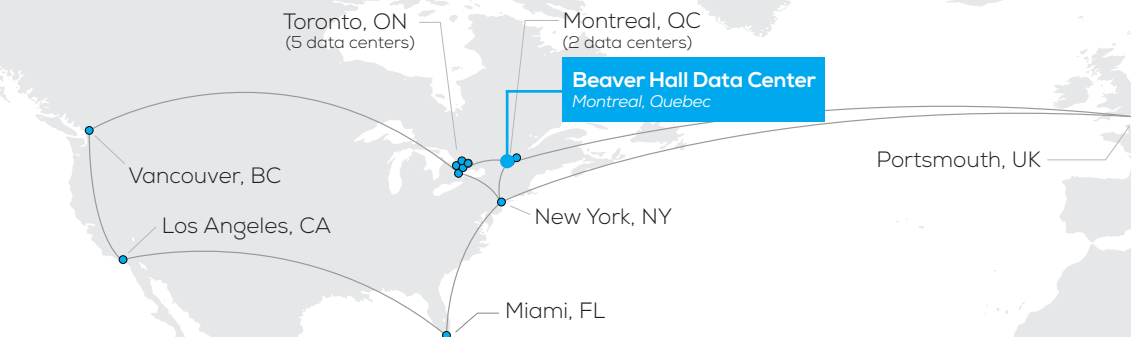 Toronto, ON
(5 data centers)
Montreal, QC
(2 data centers)
Beaver Hall Data Center
Montreal, Quebec
Portsmouth, UK
Vancouver, BC
New York, NY
Los Angeles, CA
Miami, FL